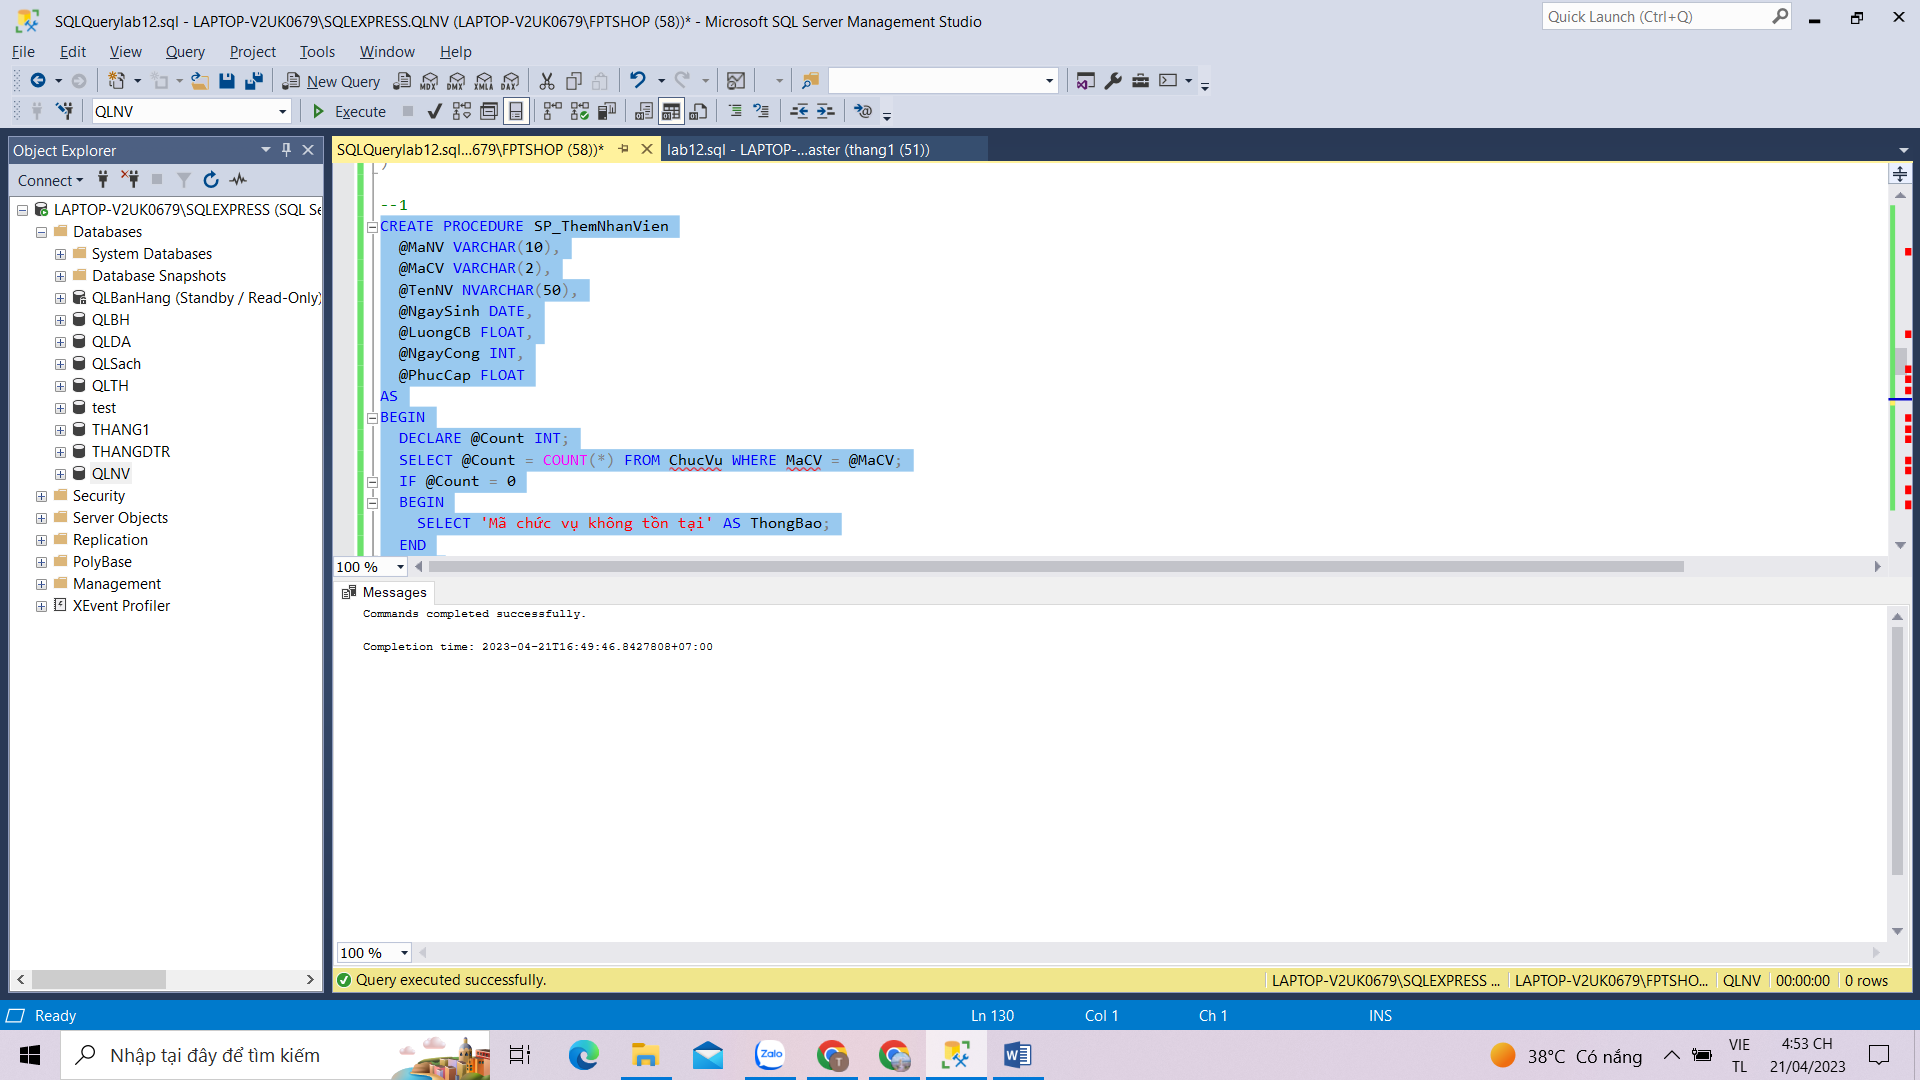 SQLQuerylab12.sql - LAPTOP-V2UK0679\SQLEXPRESS.QLNV (LAPTOP-V2UK0679\FPTSHOP (58))* - Microsoft SQL Server Management Studio
Quick Launch (Ctrl+Q)
File Edit View Query Project Tools Window Help
New Query
MDX DMX XMLA DAX
QLNV
Execute
Object Explorer
SQLQuerylab12.sql...679\FPTSHOP (58))*
lab12.sql - LAPTOP-...aster (thang1 (51))
Connect
LAPTOP-V2UK0679\SQLEXPRESS (SQL Se
Databases
System Databases
Database Snapshots
QLBanHang (Standby / Read-Only)
QLBH
QLDA
QLSach
QLTH
test
THANG1
THANGDTR
QLNV
Security
Server Objects
Replication
PolyBase
Management
XEvent Profiler
--1
CREATE PROCEDURE SP_ThemNhanVien
@MaNV VARCHAR(10),
@MaCV VARCHAR(2),
@TenNV NVARCHAR(50),
@NgaySinh DATE,
@LuongCB FLOAT,
@NgayCong INT,
@PhucCap FLOAT
AS
BEGIN
DECLARE @Count INT;
SELECT @Count = COUNT(*) FROM ChucVu WHERE MaCV = @MaCV;
IF @Count = 0
BEGIN
SELECT 'Mã chức vụ không tồn tại' AS ThongBao;
END
100 %
Messages
Commands completed successfully.
Completion time: 2023-04-21T16:49:46.8427808+07:00
100 %
Query executed successfully.
LAPTOP-V2UK0679\SQLEXPRESS ...
LAPTOP-V2UK0679\FPTSHO...
QLNV
00:00:00
0 rows
Ready
Ln 130
Col 1
Ch 1
INS
Nhập tại đây để tìm kiếm
Zalo
T
38°C Có nắng
VIE
TL
4:53 CH
21/04/2023